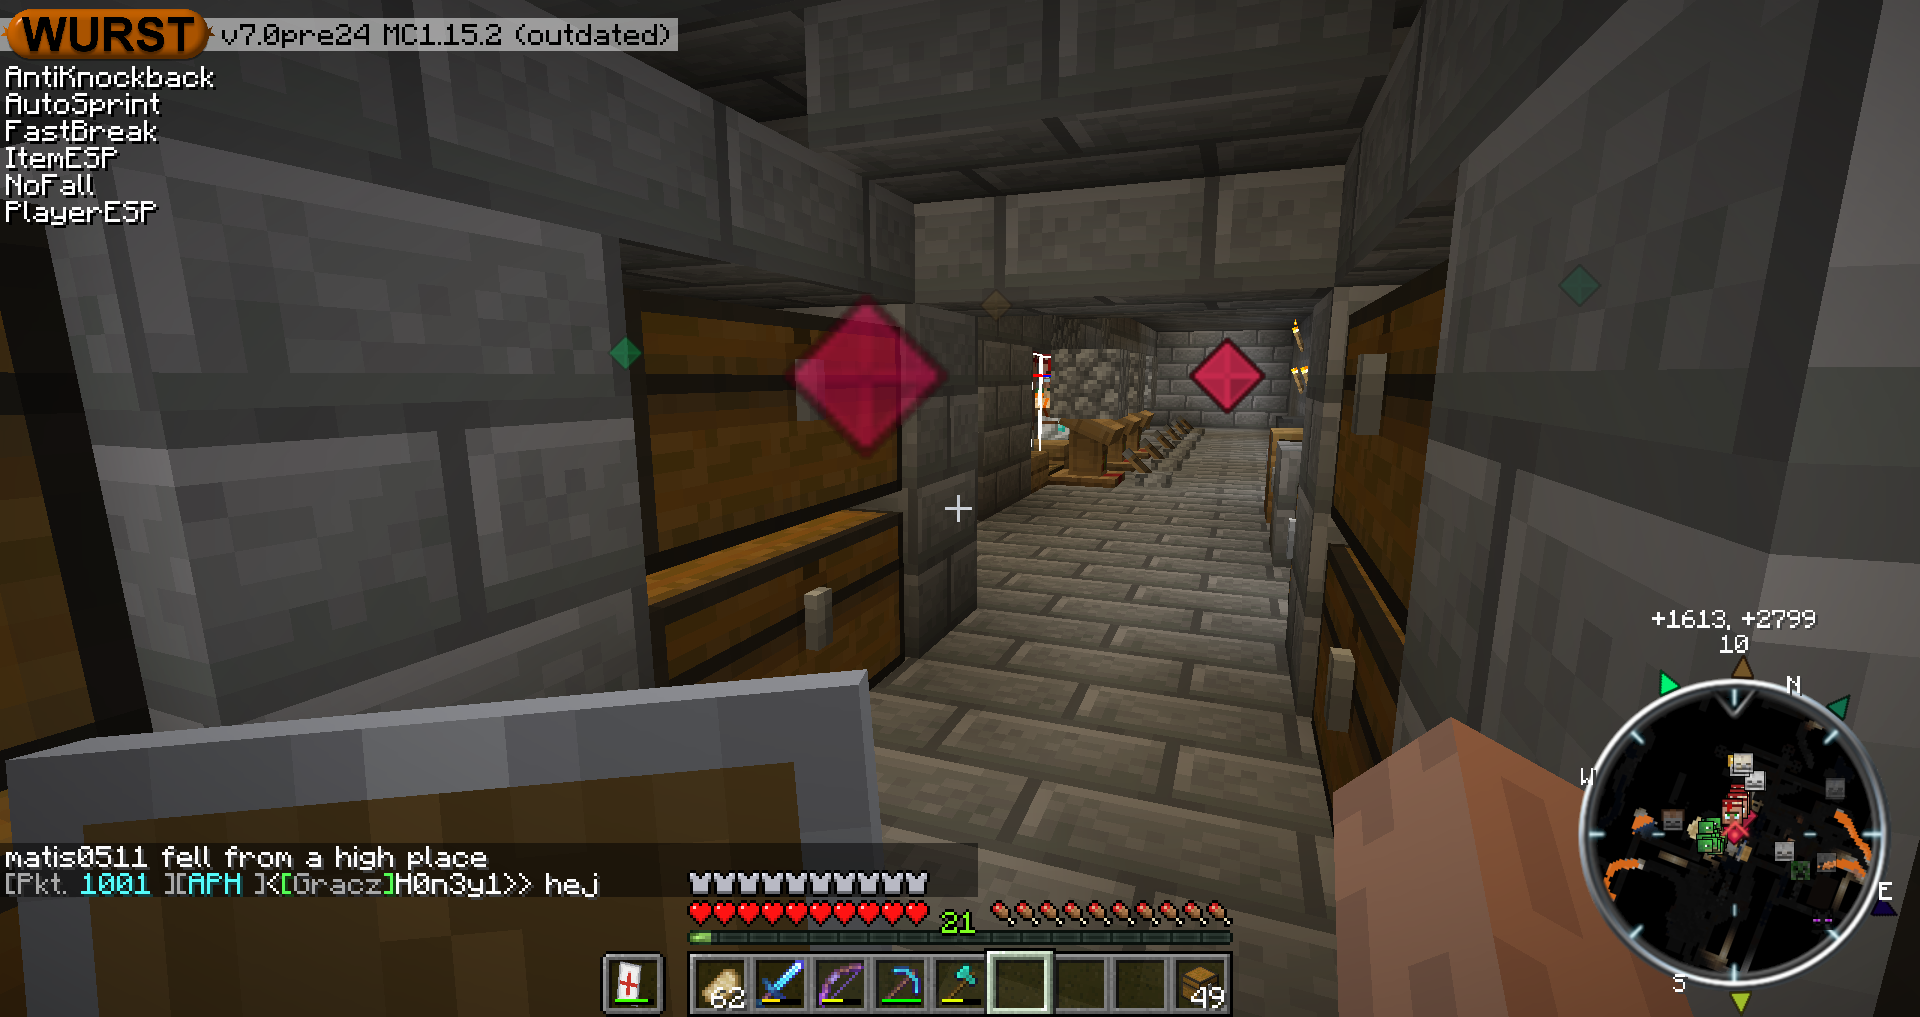 WURST v7.0pre24 MC1.15.2 (outdated)
AntiKnockback
AutoSprint
FastBreak
ItemESP
NoFall
PlayerESP
+1613, +2799
10
N
W
E
S
matis0511 fell from a high place
[Pkt. 1001 ][APH ]<[Gracz]H0n3y1>> hej
21
62
49